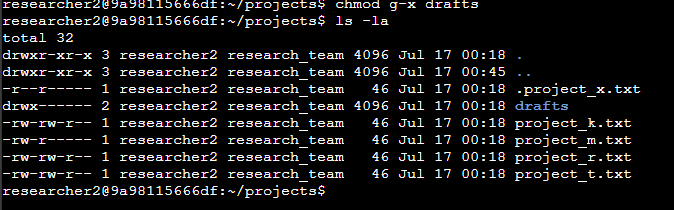 researcher2@9a98115666df:~/projects$ chmod g-x drafts
researcher2@9a98115666df:~/projects$ ls -la
total 32
drwxr-xr-x 3 researcher2 research_team 4096 Jul 17 00:18 .
drwxr-xr-x 3 researcher2 research_team 4096 Jul 17 00:45 ..
-r--r----- 1 researcher2 research_team   46 Jul 17 00:18 .project_x.txt
drwx------ 2 researcher2 research_team 4096 Jul 17 00:18 drafts
-rw-rw-r-- 1 researcher2 research_team   46 Jul 17 00:18 project_k.txt
-rw-r----- 1 researcher2 research_team   46 Jul 17 00:18 project_m.txt
-rw-rw-r-- 1 researcher2 research_team   46 Jul 17 00:18 project_r.txt
-rw-rw-r-- 1 researcher2 research_team   46 Jul 17 00:18 project_t.txt
researcher2@9a98115666df:~/projects$